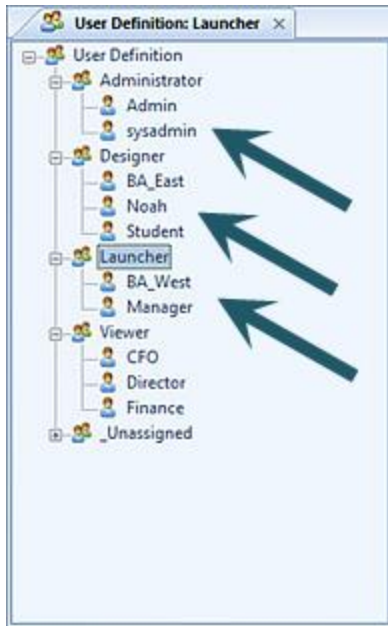 User Definition: Launcher
User Definition
Administrator
Admin
sysadmin
Designer
BA_East
Noah
Student
Launcher
BA_West
Manager
Viewer
CFO
Director
Finance
_Unassigned